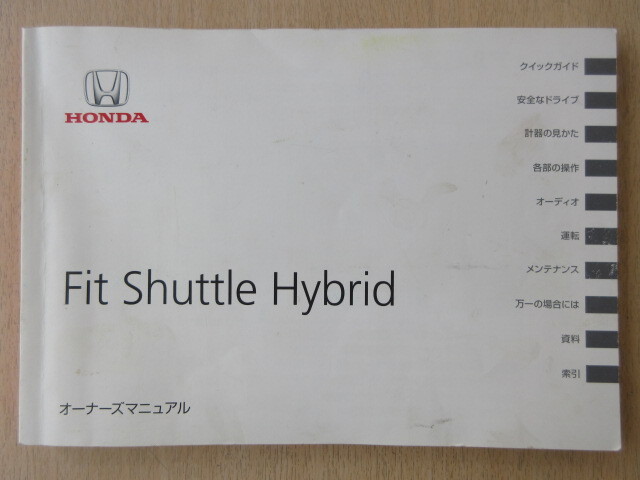 HONDA
Fit Shuttle Hybrid
オーナーズマニュアル
クイックガイド
安全なドライブ
計器の見かた
各部の操作
オーディオ
運転
メンテナンス
万一の場合には
資料
索引